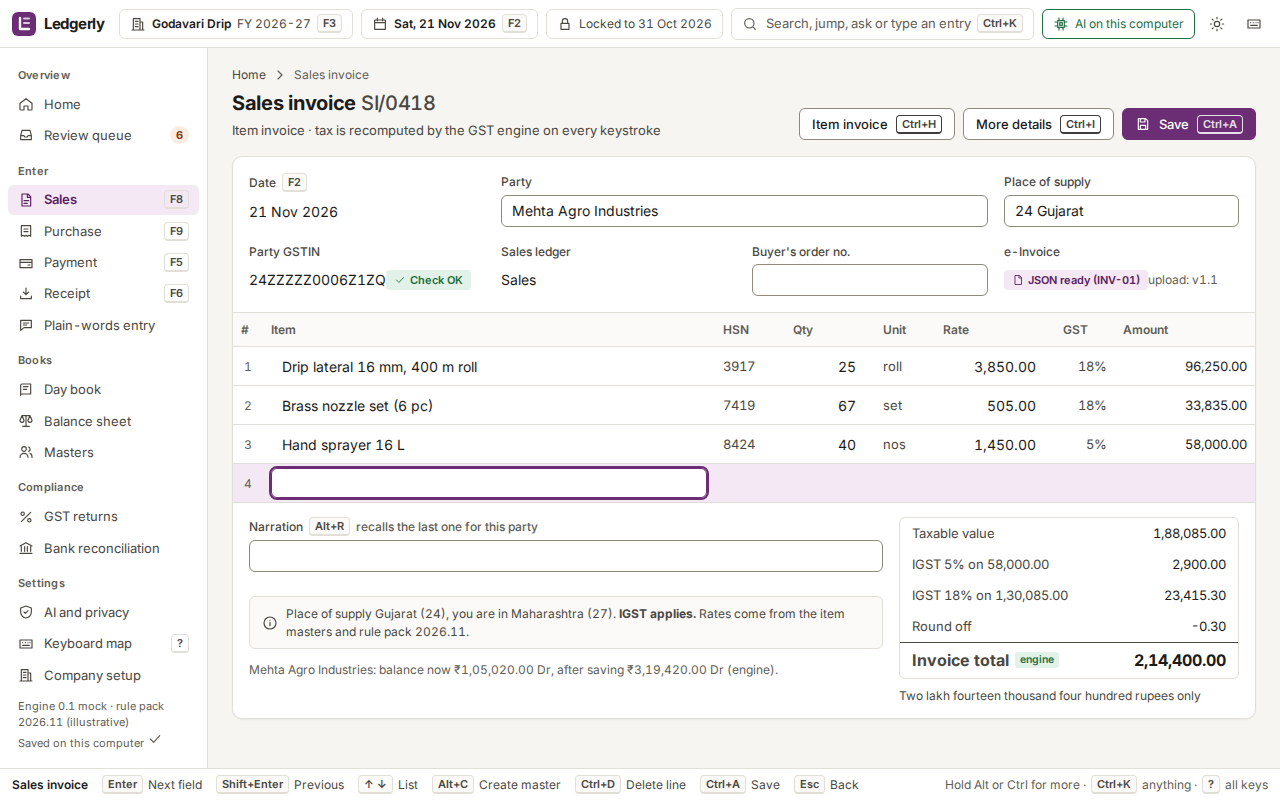 Ledgerly
Godavari Drip FY 2026-27 F3
Sat, 21 Nov 2026 F2
Locked to 31 Oct 2026
Search, jump, ask or type an entry Ctrl+K
AI on this computer
Overview
Home
Review queue 6
Enter
Sales F8
Purchase F9
Payment F5
Receipt F6
Plain-words entry
Books
Day book
Balance sheet
Masters
Compliance
GST returns
Bank reconciliation
Settings
AI and privacy
Keyboard map ?
Company setup
Engine 0.1 mock · rule pack
2026.11 (illustrative)
Saved on this computer
Home > Sales invoice
Sales invoice SI/0418
Item invoice · tax is recomputed by the GST engine on every keystroke
Item invoice Ctrl+H
More details Ctrl+I
Save Ctrl+A
Date F2
Party
Place of supply
21 Nov 2026
Mehta Agro Industries
24 Gujarat
Party GSTIN
Sales ledger
Buyer's order no.
e-Invoice
24ZZZZZ0006Z1ZQ Check OK
Sales
JSON ready (INV-01) upload: v1.1
# Item HSN Qty Unit Rate GST Amount
1 Drip lateral 16 mm, 400 m roll 3917 25 roll 3,850.00 18% 96,250.00
2 Brass nozzle set (6 pc) 7419 67 set 505.00 18% 33,835.00
3 Hand sprayer 16 L 8424 40 nos 1,450.00 5% 58,000.00
4
Narration Alt+R recalls the last one for this party
Place of supply Gujarat (24), you are in Maharashtra (27). IGST applies. Rates come from the item
masters and rule pack 2026.11.
Mehta Agro Industries: balance now ₹1,05,020.00 Dr, after saving ₹3,19,420.00 Dr (engine).
Taxable value 1,88,085.00
IGST 5% on 58,000.00 2,900.00
IGST 18% on 1,30,085.00 23,415.30
Round off -0.30
Invoice total engine 2,14,400.00
Two lakh fourteen thousand four hundred rupees only
Sales invoice Enter Next field Shift+Enter Previous ↑ ↓ List Alt+C Create master Ctrl+D Delete line Ctrl+A Save Esc Back
Hold Alt or Ctrl for more · Ctrl+K anything · ? all keys